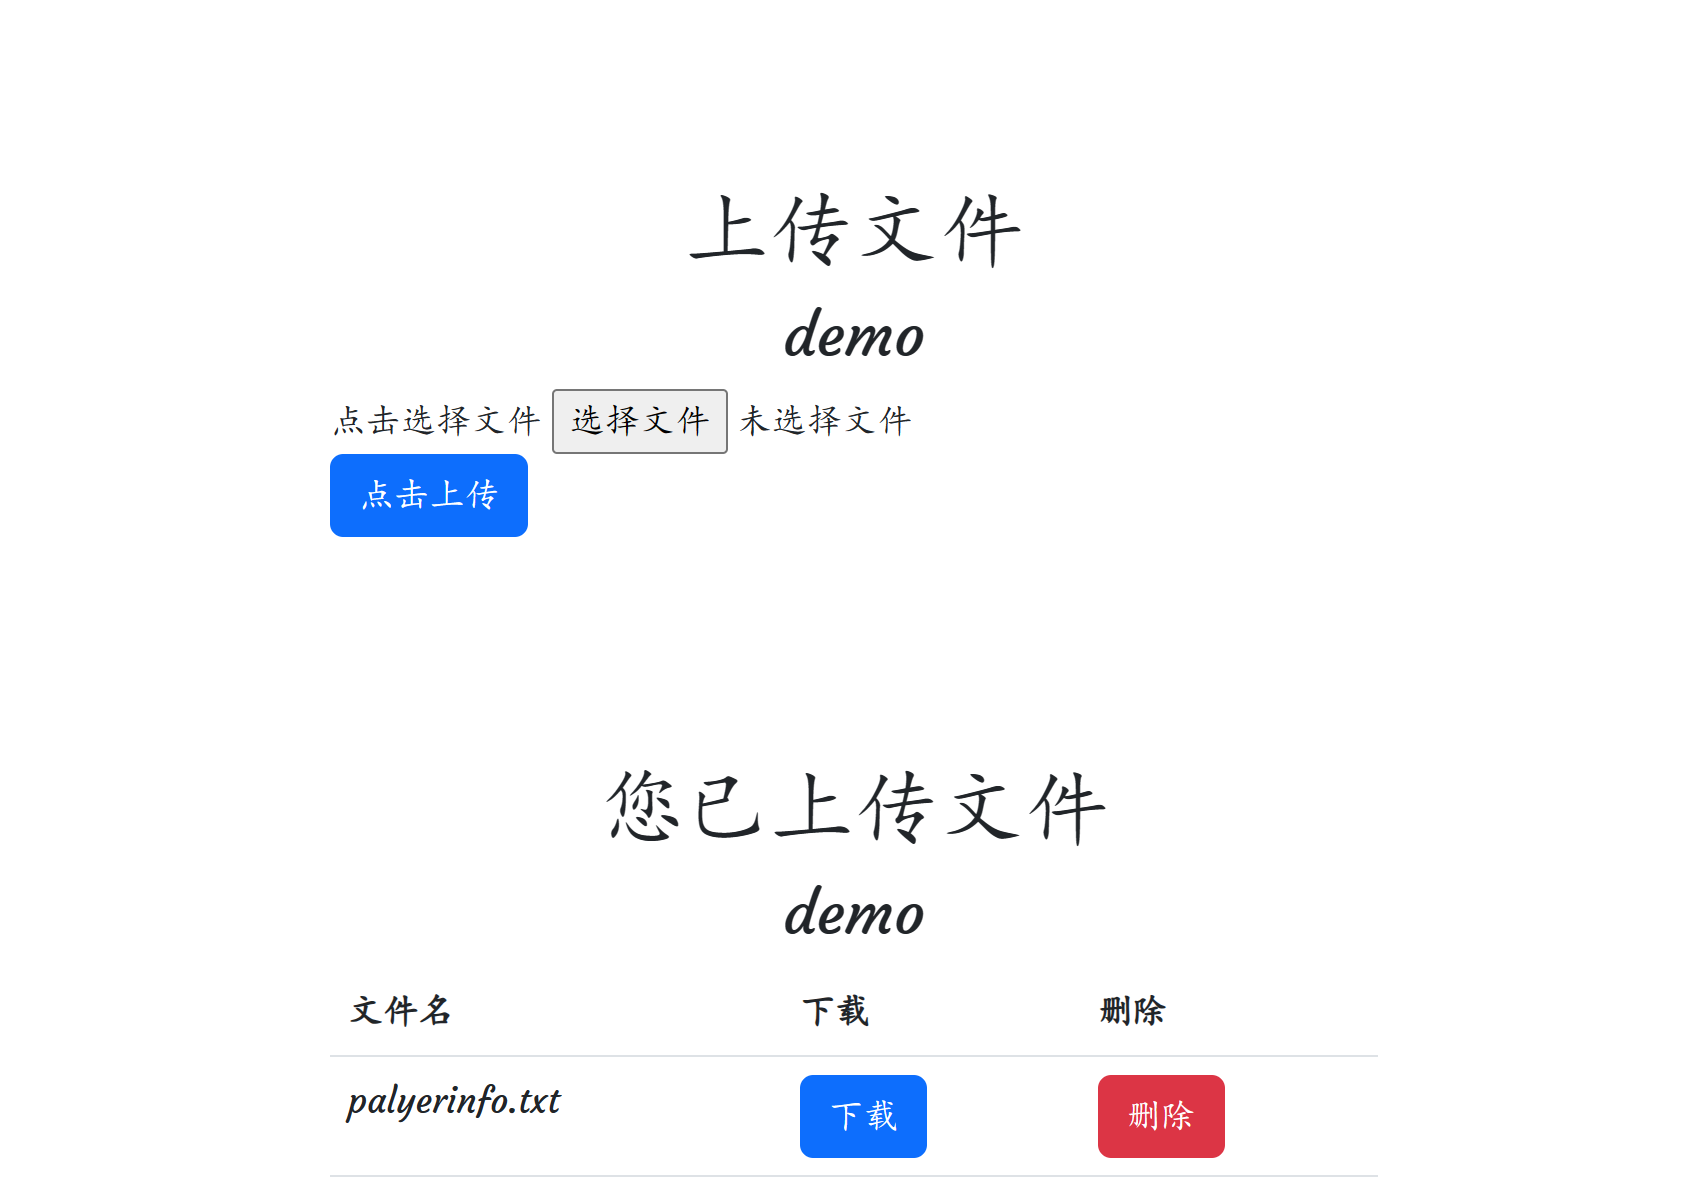 上传文件
demo
点击选择文件 选择文件 未选择文件
点击上传
您已上传文件
demo
文件名 下载 删除
palyerinfo.txt 下载 删除